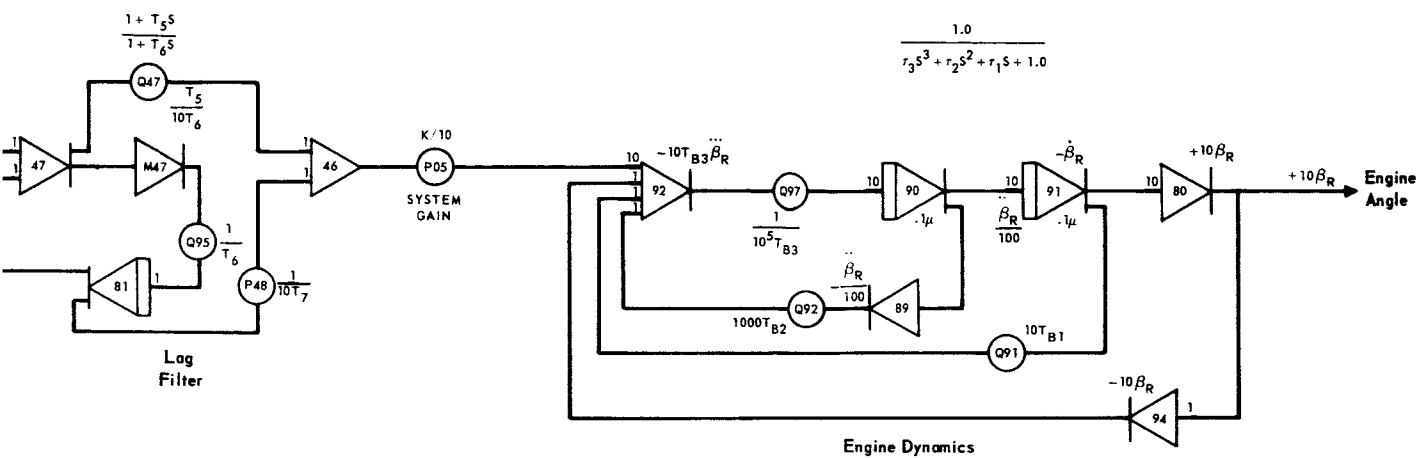 1 + T5S
1 + T6S
Q47
T5
10T6
1
1
47
M47
Q95
1
T6
81
1
P48
1
10T7
Lag
Filter
1
1
46
K/10
P05
SYSTEM
GAIN
1.0
τ3S³ + τ2S² + τ1S + 1.0
10
1
1
1
92
−10TB3β⃛R
Q97
1
10⁵TB3
10
90
.1μ
10
β̈R
100
91
−β̇R
.1μ
10
80
+10βR
+10βR
Engine
Angle
−β̈R
100
89
Q92
1000TB2
Q91
10TB1
−10βR
94
1
Engine Dynamics